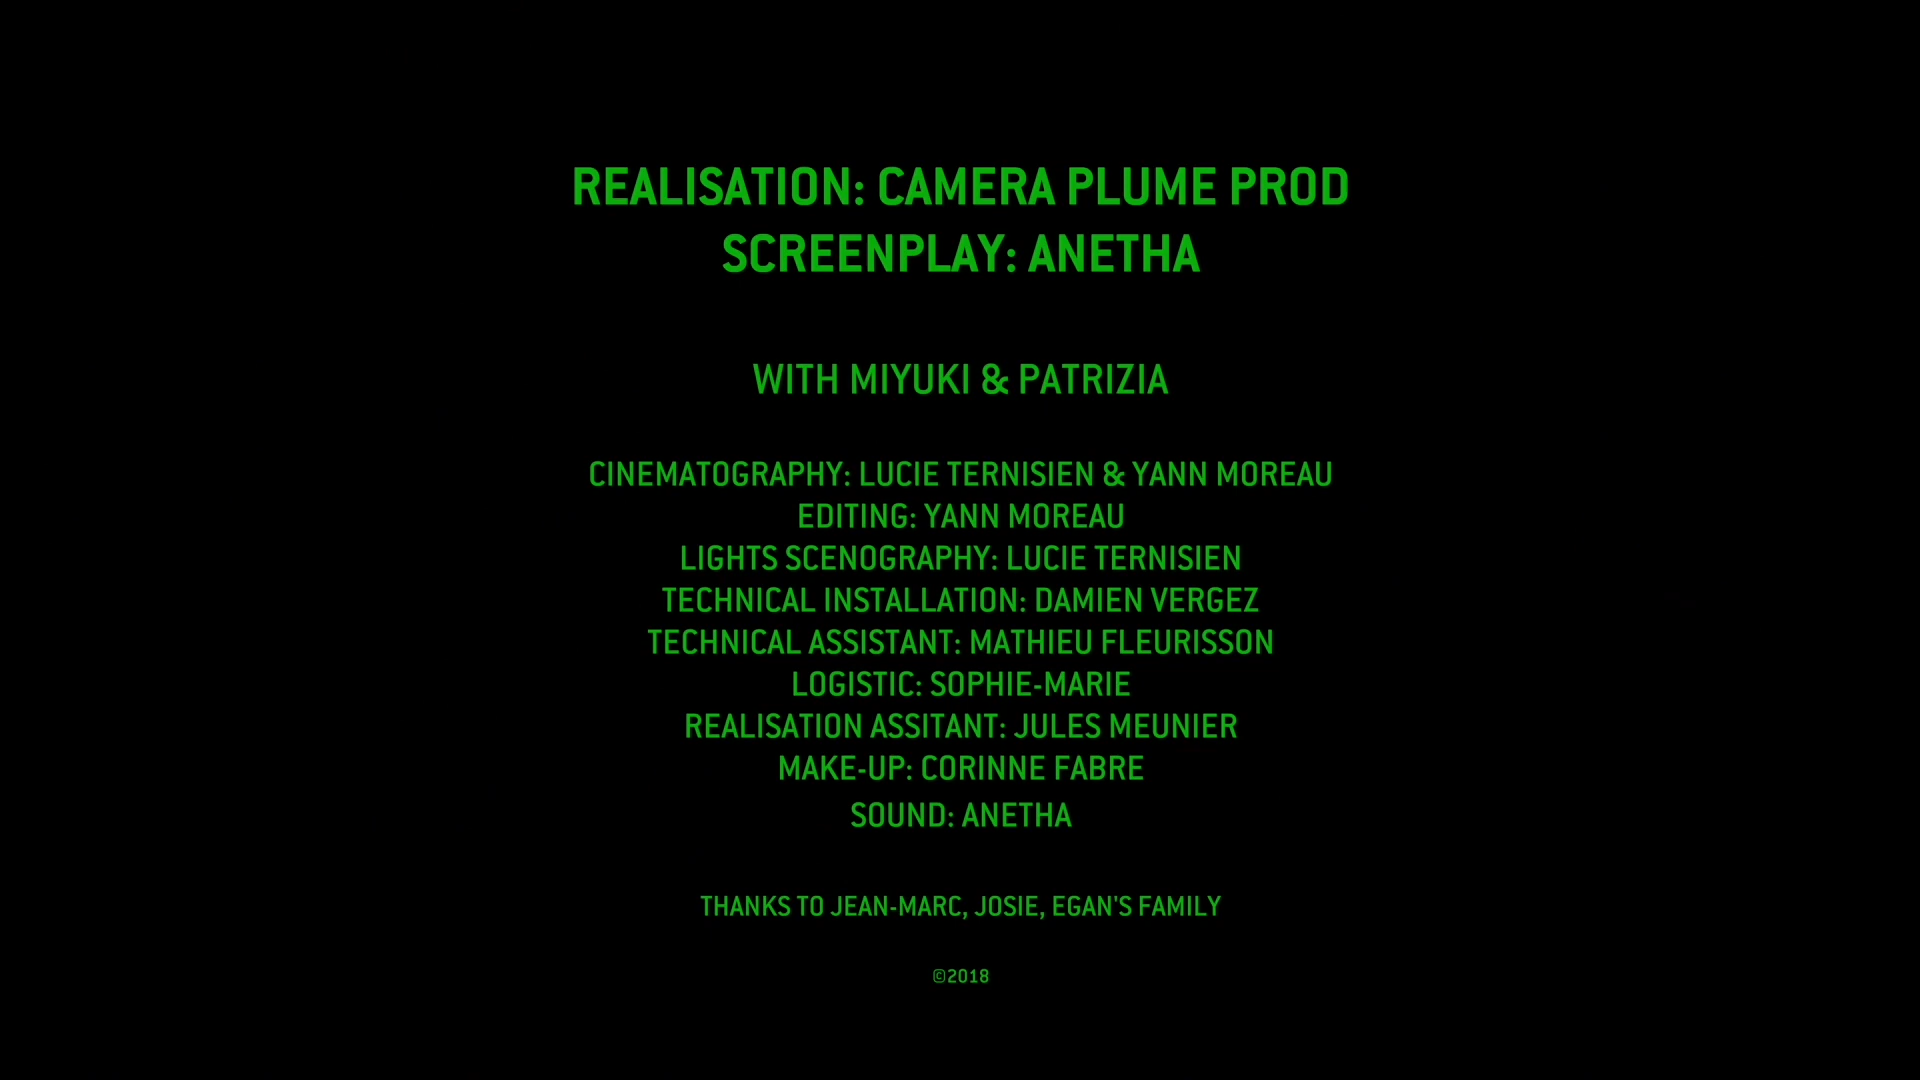 REALISATION: CAMERA PLUME PROD
SCREENPLAY: ANETHA
WITH MIYUKI & PATRIZIA
CINEMATOGRAPHY: LUCIE TERNISIEN & YANN MOREAU
EDITING: YANN MOREAU
LIGHTS SCENOGRAPHY: LUCIE TERNISIEN
TECHNICAL INSTALLATION: DAMIEN VERGEZ
TECHNICAL ASSISTANT: MATHIEU FLEURISSON
LOGISTIC: SOPHIE-MARIE
REALISATION ASSITANT: JULES MEUNIER
MAKE-UP: CORINNE FABRE
SOUND: ANETHA
THANKS TO JEAN-MARC, JOSIE, EGAN'S FAMILY
©2018